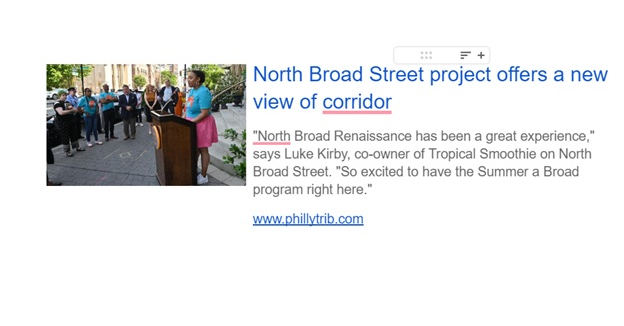 North Broad Street project offers a new
view of corridor
"North Broad Renaissance has been a great experience,"
says Luke Kirby, co-owner of Tropical Smoothie on North
Broad Street. "So excited to have the Summer a Broad
program right here."
www.phillytrib.com